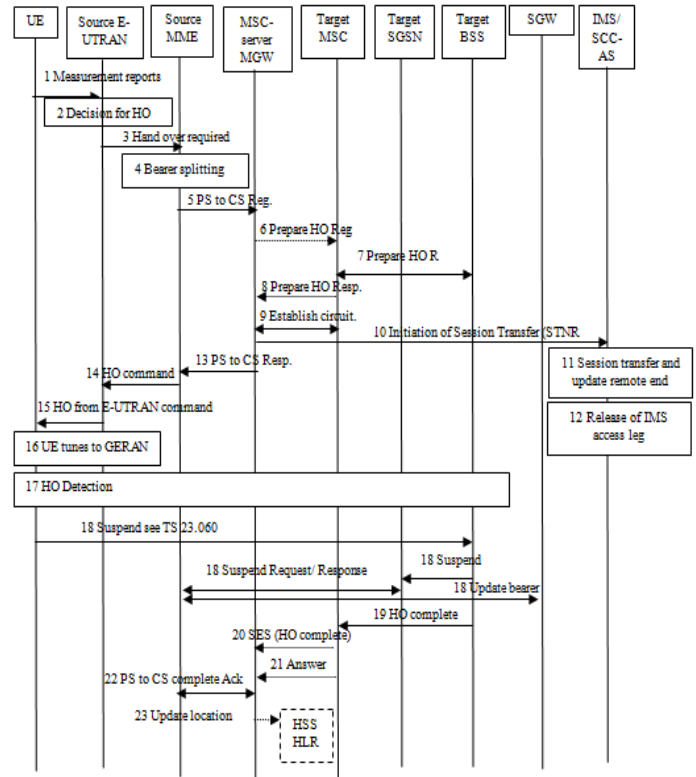 UE
Source E-
UTRAN
Source
MME
MSC-
server
MGW
Target
MSC
Target
SGSN
Target
BSS
SGW
IMS/
SCC-
AS
1 Measurement reports
2 Decision for HO
3 Hand over required
4 Bearer splitting
5 PS to CS Reg.
6 Prepare HO Reg
7 Prepare HO R
8 Prepare HO Resp.
9 Establish circuit.
10 Initiation of Session Transfer (STNR
11 Session transfer and
update remote end
12 Release of IMS
access leg
13 PS to CS Resp.
14 HO command
15 HO from E-UTRAN command
16 UE tunes to GERAN
17 HO Detection
18 Suspend see TS 23.060
18 Suspend
18 Suspend Request/ Response
18 Update bearer
19 HO complete
20 SES (HO complete)
21 Answer
22 PS to CS complete Ack
23 Update location
HSS
HLR